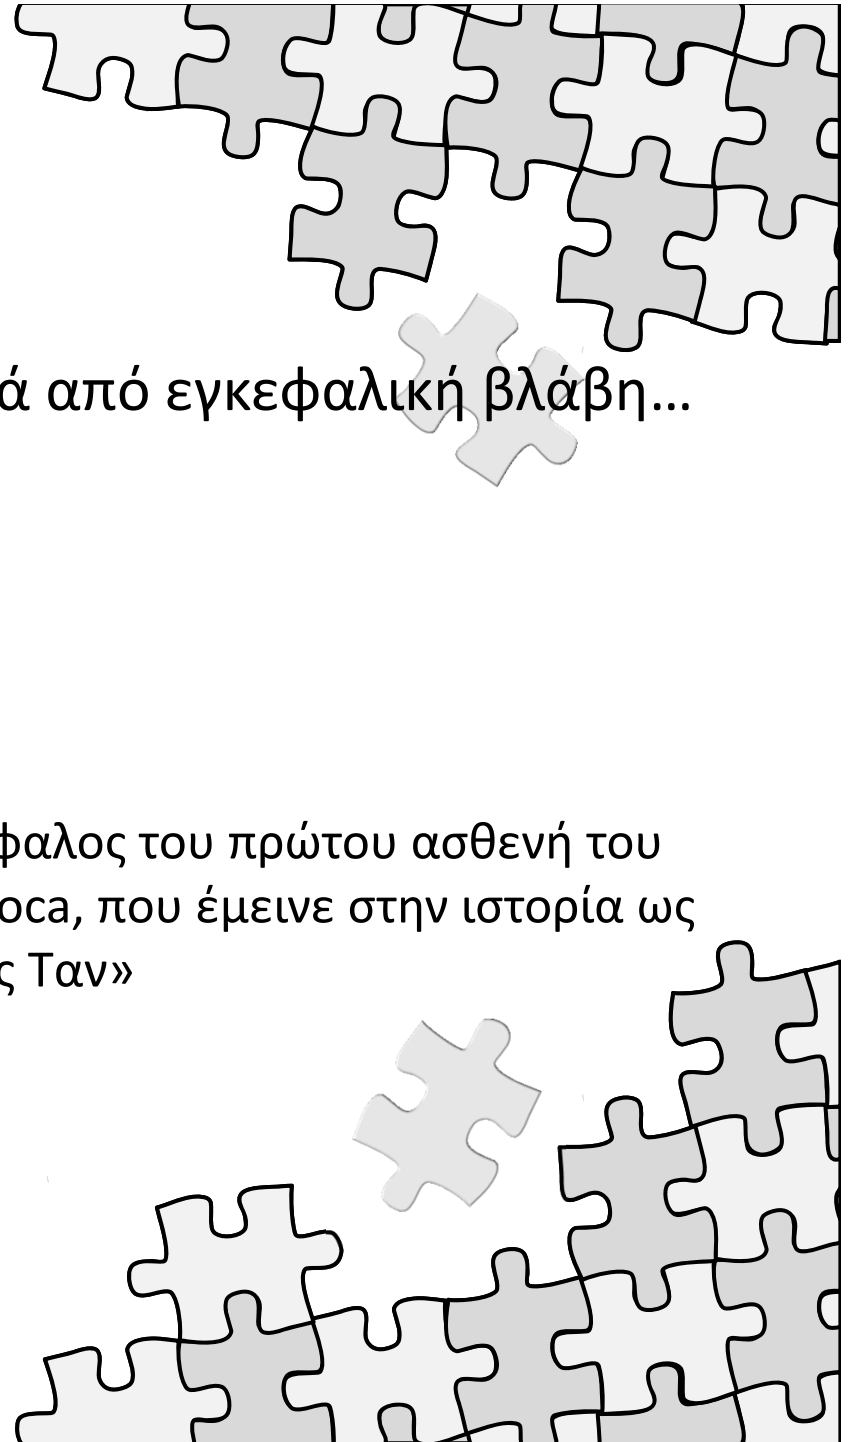 ά από εγκεφαλική βλάβη...
φαλος του πρώτου ασθενή του
oca, που έμεινε στην ιστορία ως
ς Ταν»